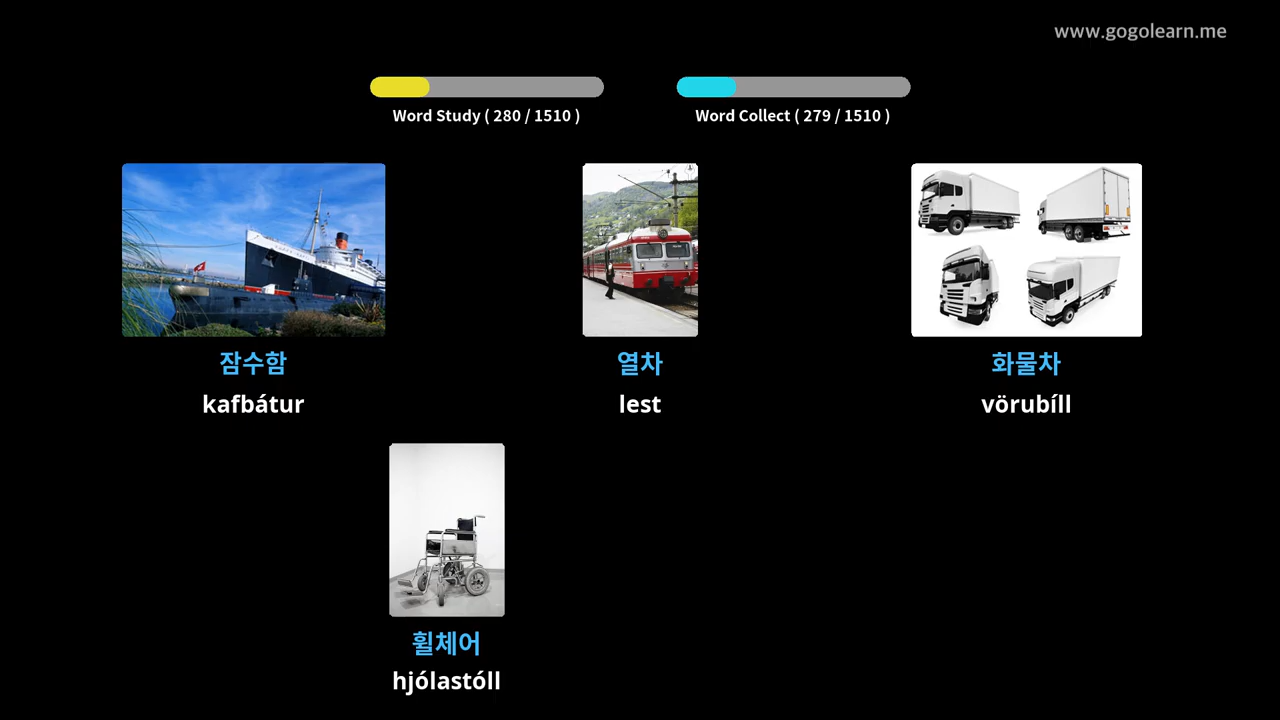 www.gogolearn.me
Word Study ( 280 / 1510 )
Word Collect ( 279 / 1510 )
잠수함
열차
화물차
kafbátur
lest
vörubíll
휠체어
hjólastóll